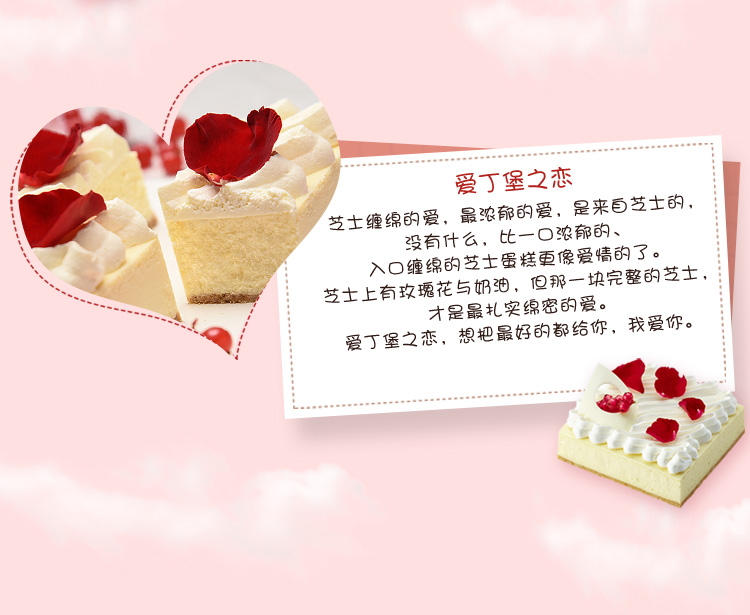 爱丁堡之恋
芝士缠绵的爱，最浓郁的爱，是来自芝士的，
没有什么，比一口浓郁的、
入口缠绵的芝士蛋糕更像爱情的了。
芝士上有玫瑰花与奶油，但那一块完整的芝士，
才是最扎实绵密的爱。
爱丁堡之恋，想把最好的都给你，我爱你。